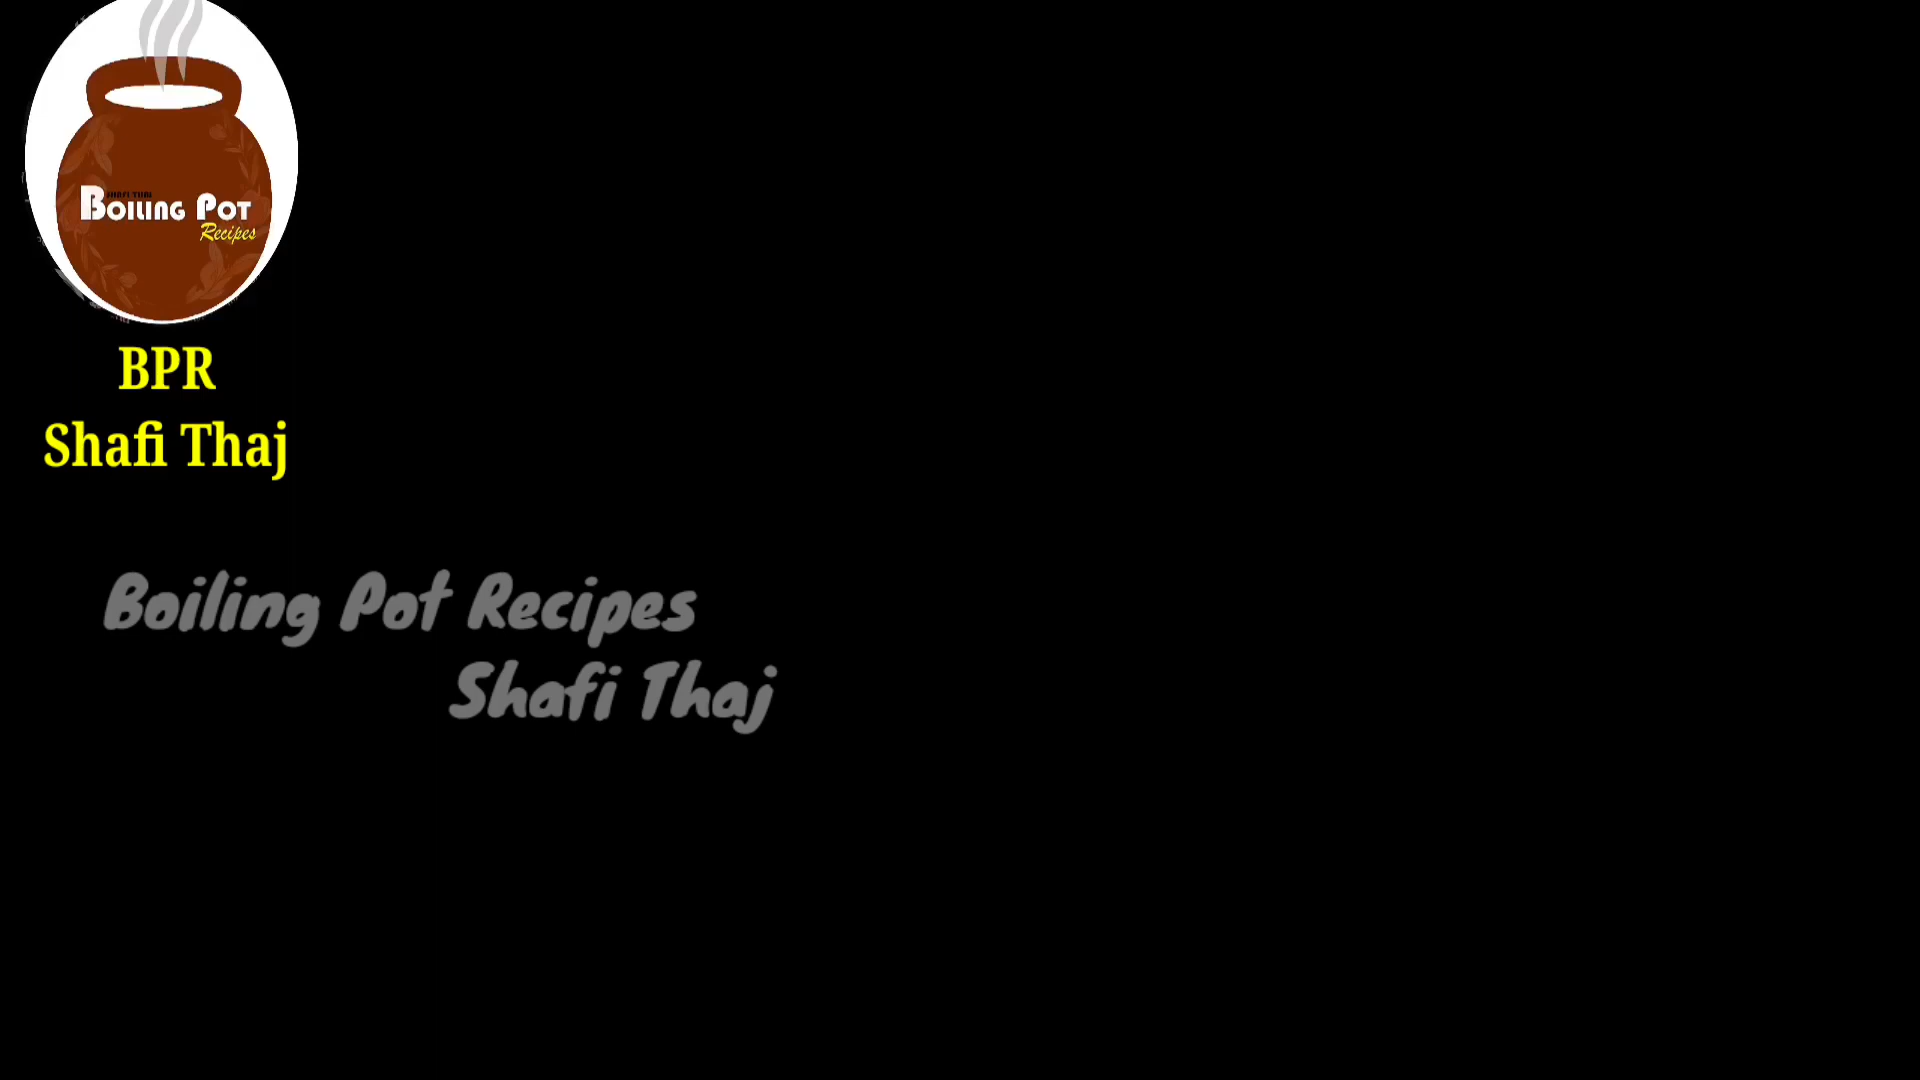 Boiling Pot
Recipes
BPR
Shafi Thaj
Boiling Pot Recipes
Shafi Thaj